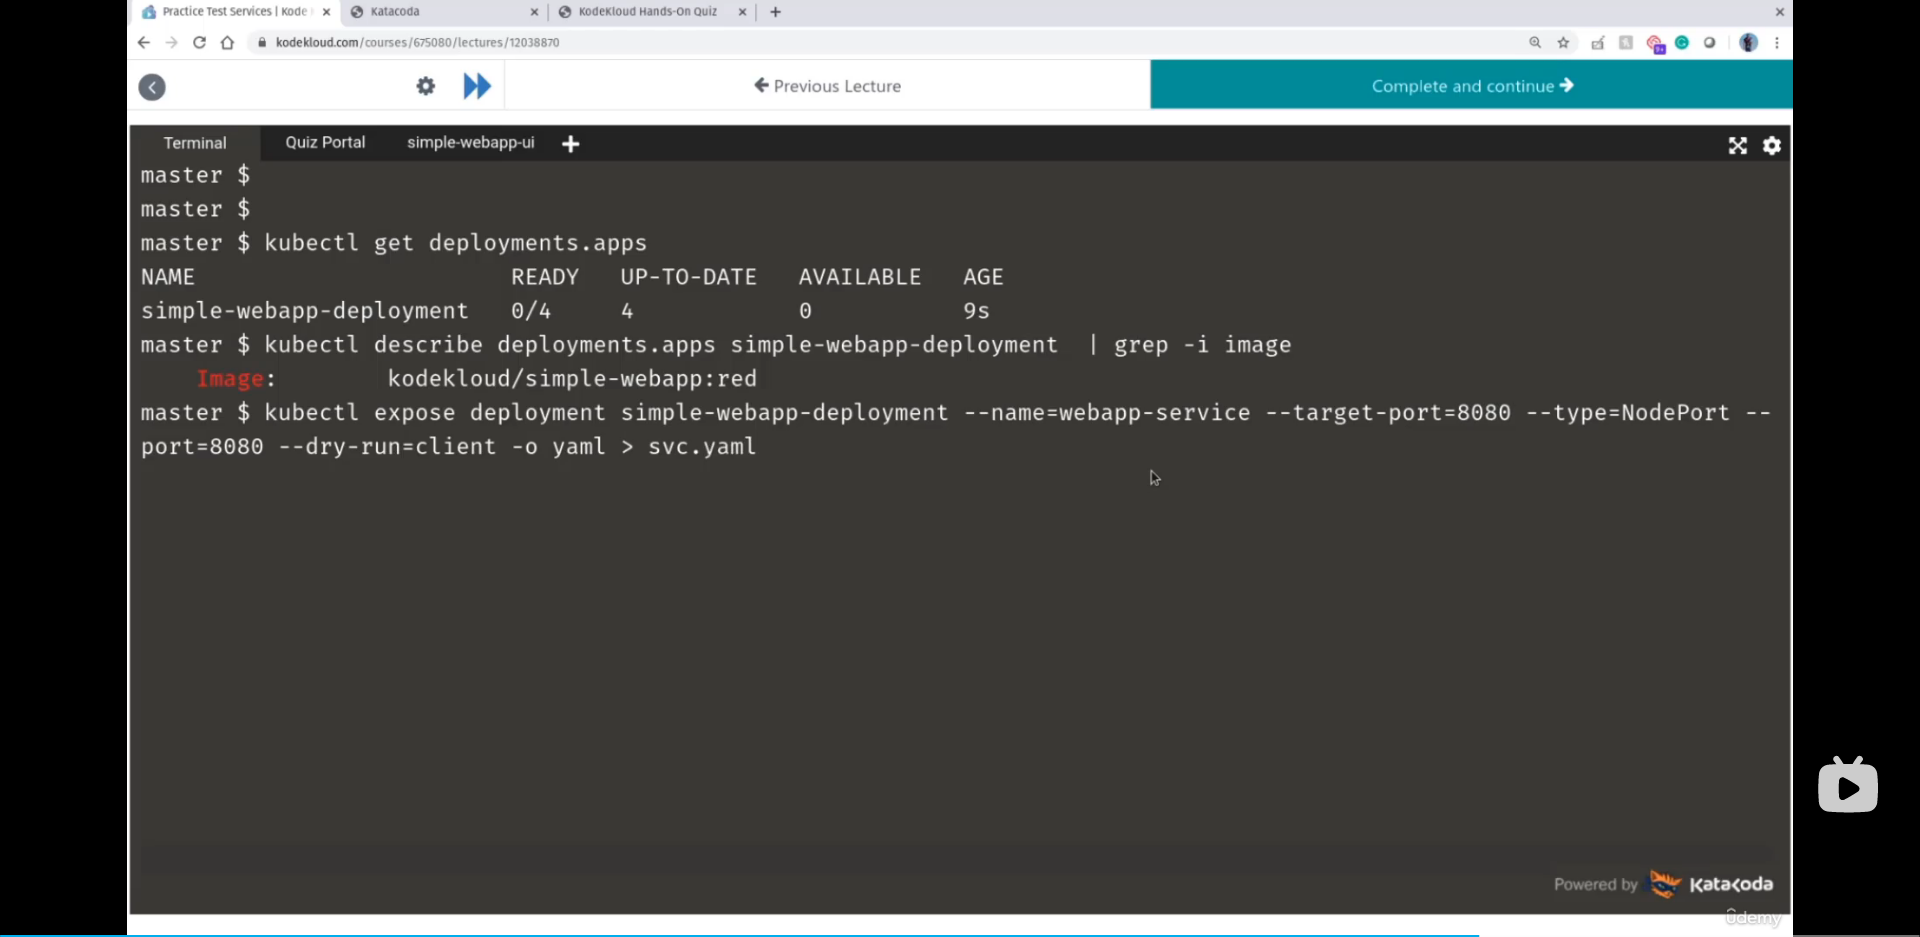 Practice Test Services | Kode
Katacoda
KodeKloud Hands-On Quiz
kodekloud.com/courses/675080/lectures/12038870
Previous Lecture
Complete and continue
Terminal
Quiz Portal
simple-webapp-ui
master $
master $
master $ kubectl get deployments.apps
NAME READY UP-TO-DATE AVAILABLE AGE
simple-webapp-deployment 0/4 4 0 9s
master $ kubectl describe deployments.apps simple-webapp-deployment | grep -i image
Image: kodekloud/simple-webapp:red
master $ kubectl expose deployment simple-webapp-deployment --name=webapp-service --target-port=8080 --type=NodePort --
port=8080 --dry-run=client -o yaml > svc.yaml
Powered by Katacoda
ûdemy